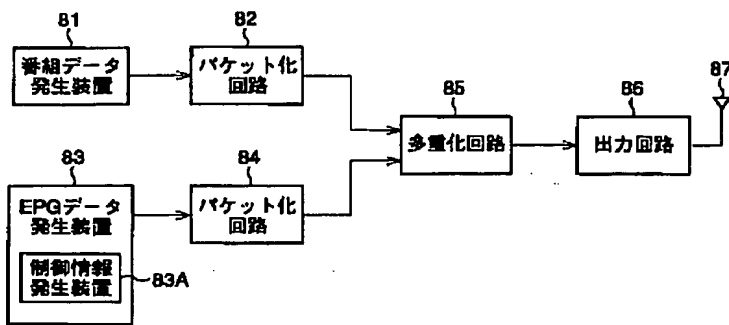 81
番組データ
発生装置
82
パケット化
回路
83
EPGデータ
発生装置
制御情報
発生装置
83A
84
パケット化
回路
85
多重化回路
86
出力回路
87